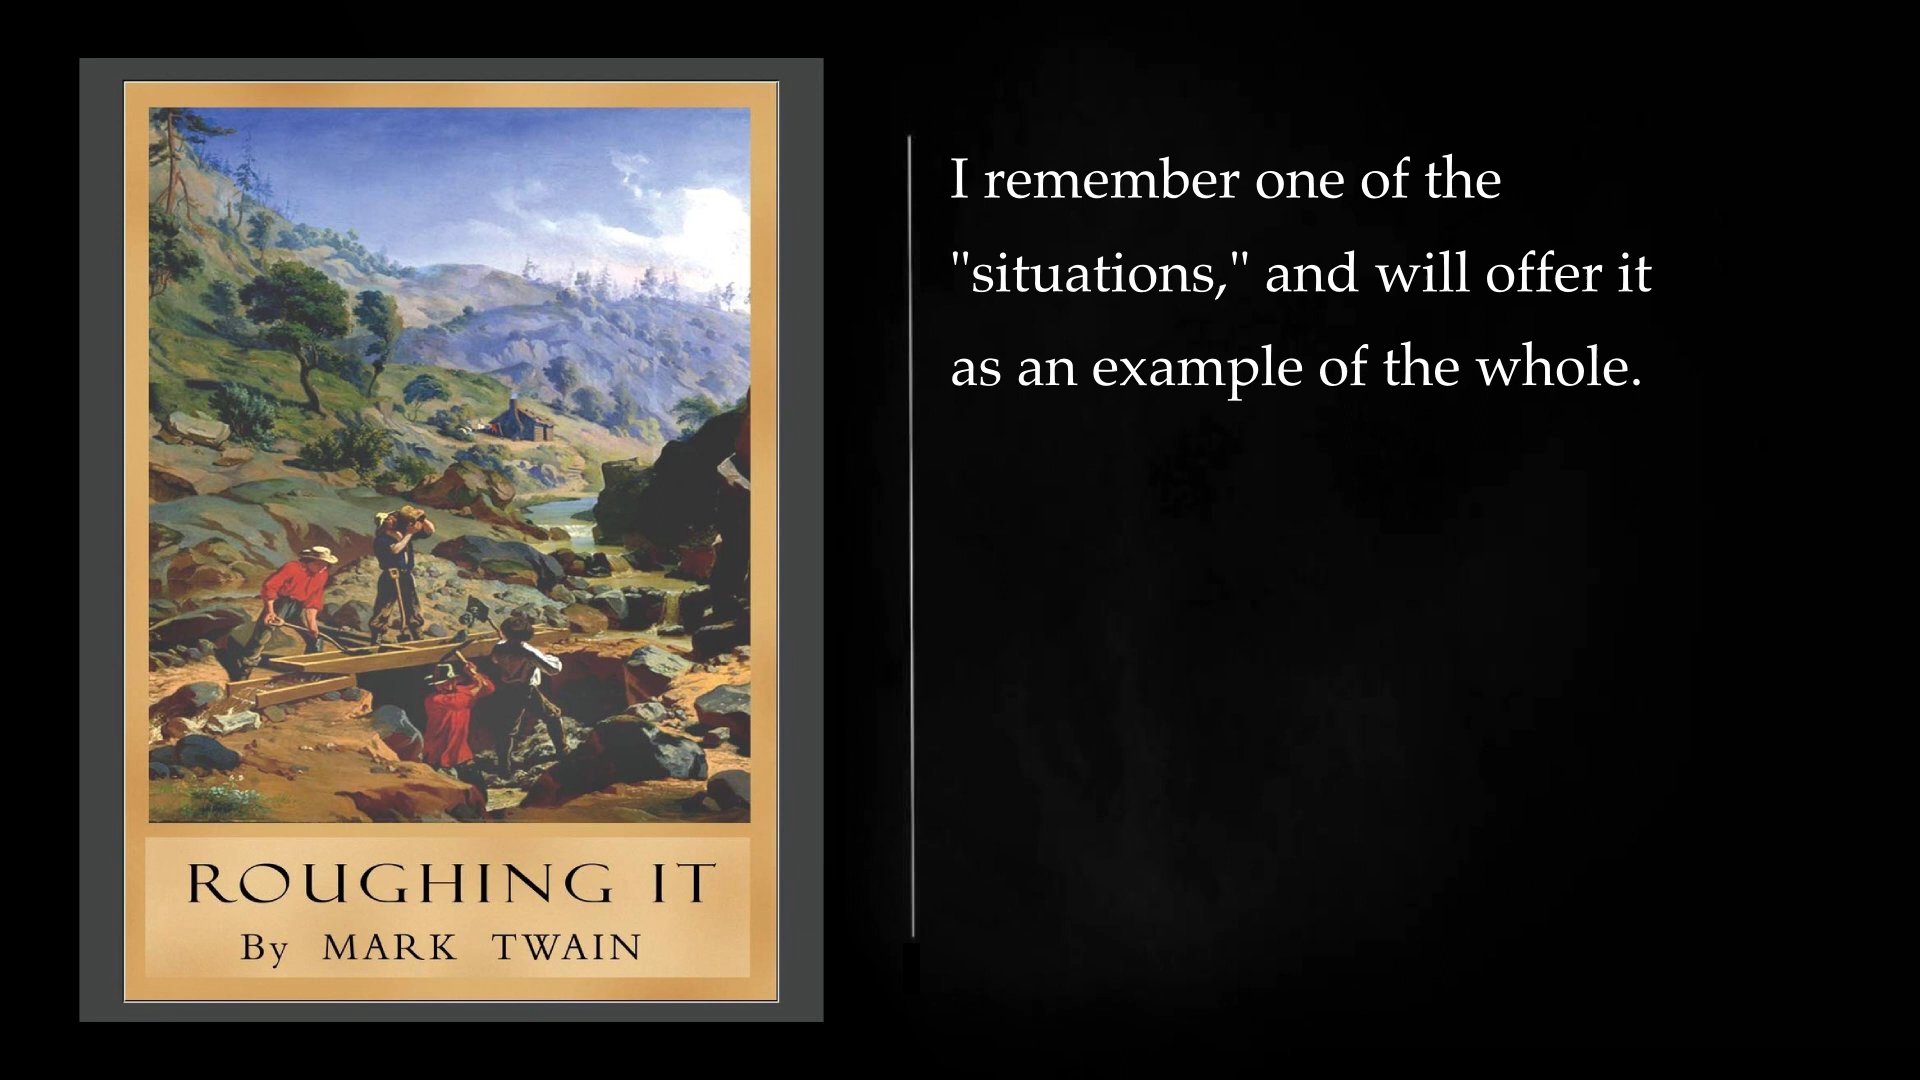 ROUGHING IT
By MARK TWAIN
I remember one of the
"situations," and will offer it
as an example of the whole.